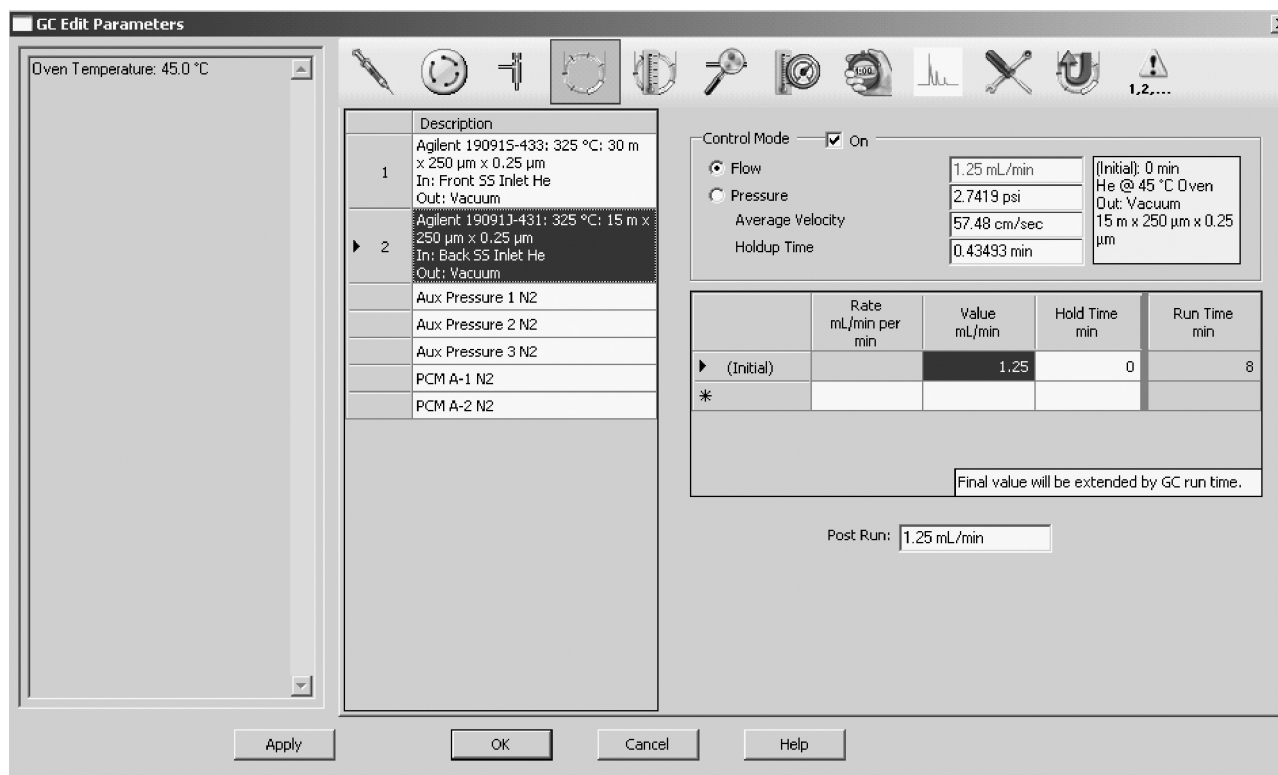 GC Edit Parameters
Oven Temperature: 45.0 °C
1:00
1,2,...
Description
1
Agilent 19091S-433: 325 °C: 30 m
x 250 µm x 0.25 µm
In: Front SS Inlet He
Out: Vacuum
2
Agilent 19091J-431: 325 °C: 15 m x
250 µm x 0.25 µm
In: Back SS Inlet He
Out: Vacuum
Aux Pressure 1 N2
Aux Pressure 2 N2
Aux Pressure 3 N2
PCM A-1 N2
PCM A-2 N2
Control Mode On
Flow 1.25 mL/min
Pressure 2.7419 psi
Average Velocity 57.48 cm/sec
Holdup Time 0.43493 min
(Initial): 0 min
He @ 45 °C Oven
Out: Vacuum
15 m x 250 µm x 0.25
µm
Rate
mL/min per
min
Value
mL/min
Hold Time
min
Run Time
min
(Initial) 1.25 0 8
*
Final value will be extended by GC run time.
Post Run: 1.25 mL/min
Apply OK Cancel Help